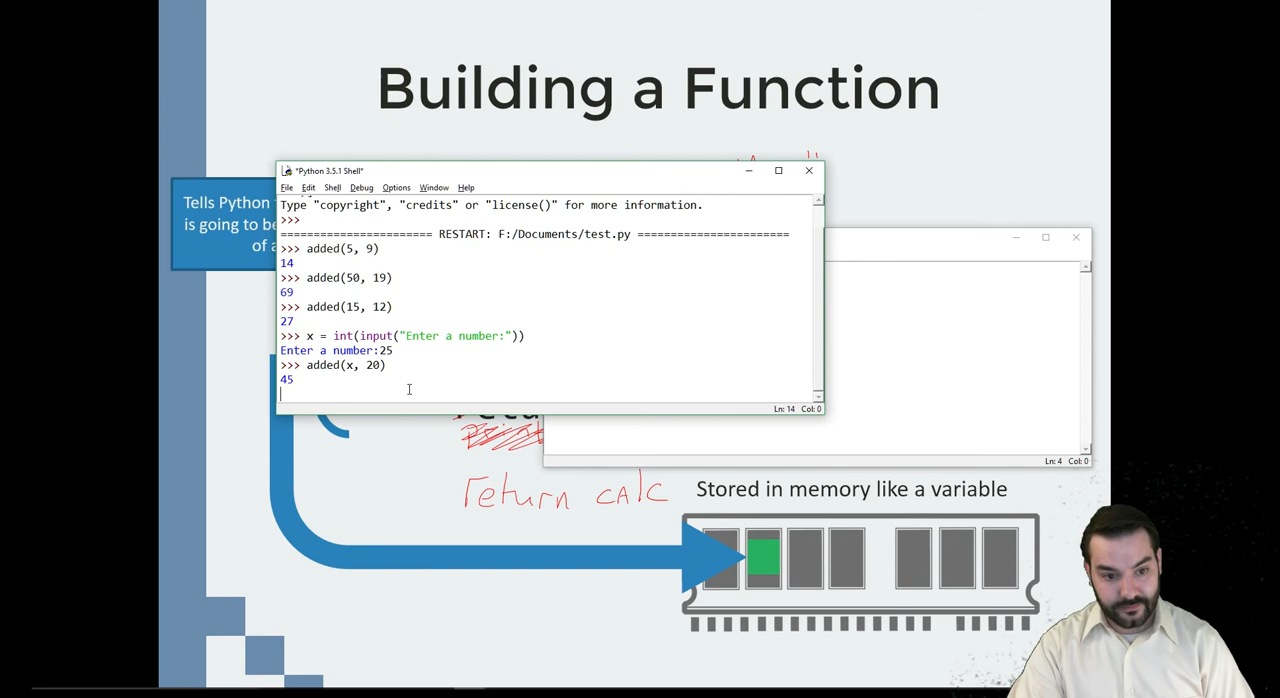 Building a Function
Tells Python
is going to be
of a
*Python 3.5.1 Shell*
File Edit Shell Debug Options Window Help
Type "copyright", "credits" or "license()" for more information.
>>>
======================= RESTART: F:/Documents/test.py =======================
>>> added(5, 9)
14
>>> added(50, 19)
69
>>> added(15, 12)
27
>>> x = int(input("Enter a number:"))
Enter a number:25
>>> added(x, 20)
45
Ln: 14 Col: 0
Ln: 4 Col: 0
return calc
Stored in memory like a variable